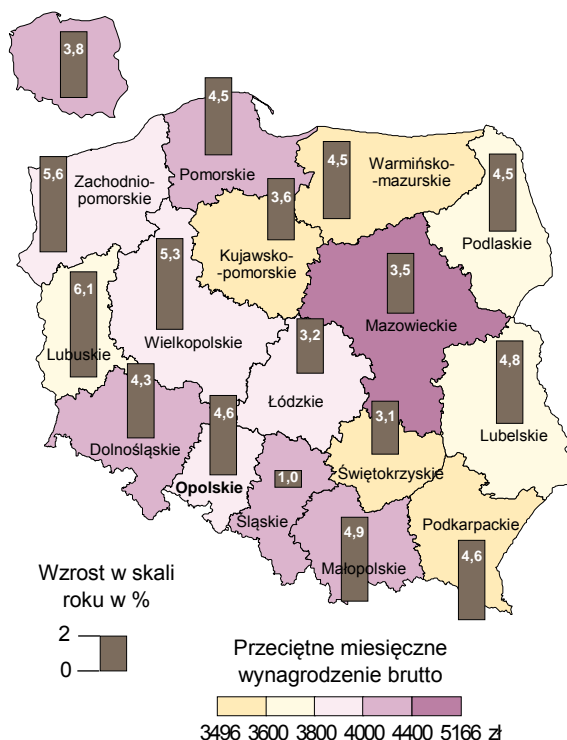 3,8
4,5
5,6
Zachodnio-
pomorskie
Pomorskie
4,5
Warmińsko-
-mazurskie
4,5
Podlaskie
3,6
Kujawsko-
-pomorskie
5,3
Wielkopolskie
3,5
Mazowieckie
6,1
Lubuskie
3,2
Łódzkie
4,8
Lubelskie
4,3
Dolnośląskie
4,6
Opolskie
3,1
Świętokrzyskie
1,0
Śląskie
4,9
Małopolskie
Podkarpackie
4,6
Wzrost w skali
roku w %
2
0
Przeciętne miesięczne
wynagrodzenie brutto
3496 3600 3800 4000 4400 5166 zł